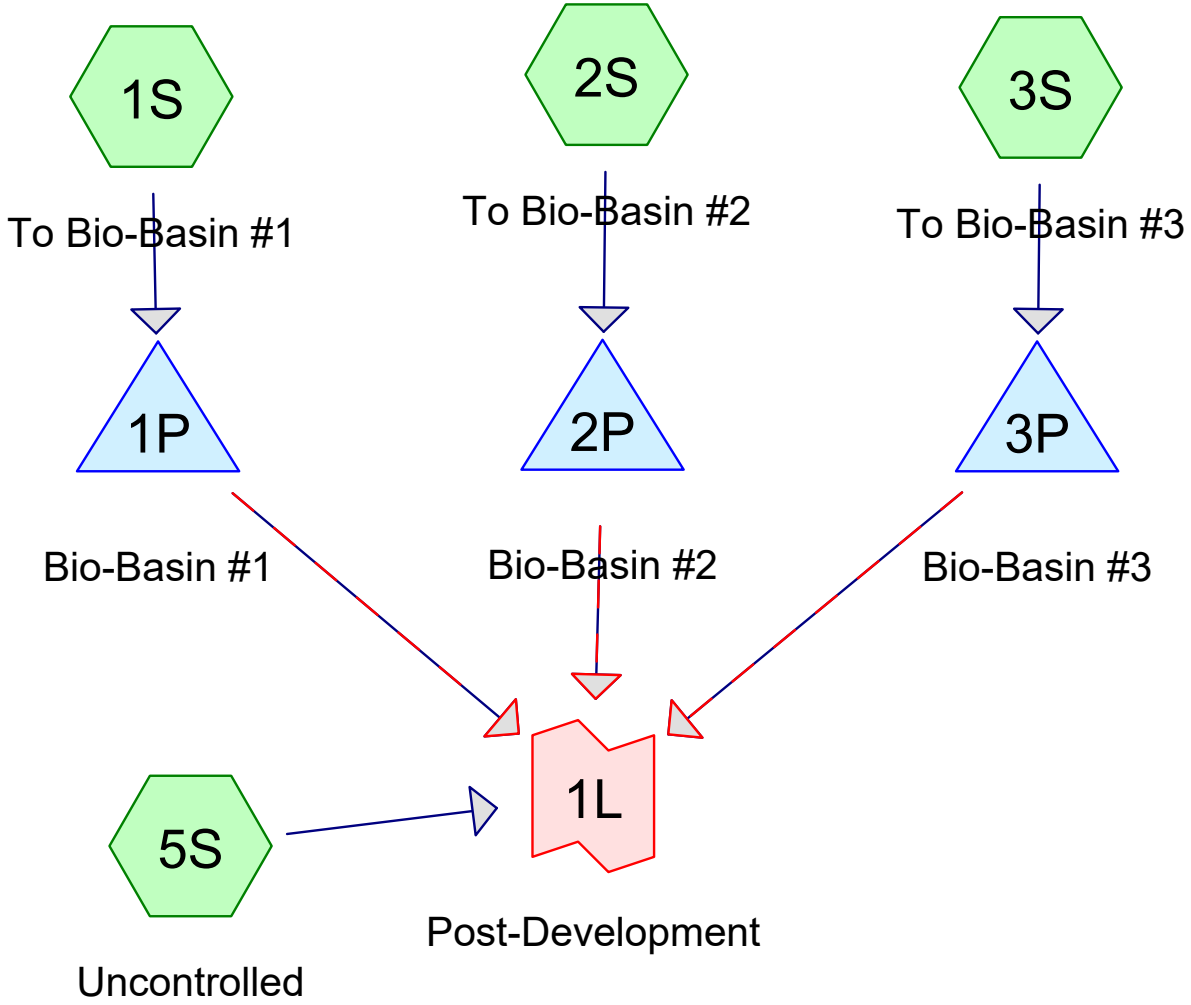 1S
2S
3S
To Bio-Basin #1
To Bio-Basin #2
To Bio-Basin #3
1P
2P
3P
Bio-Basin #1
Bio-Basin #2
Bio-Basin #3
1L
5S
Post-Development
Uncontrolled